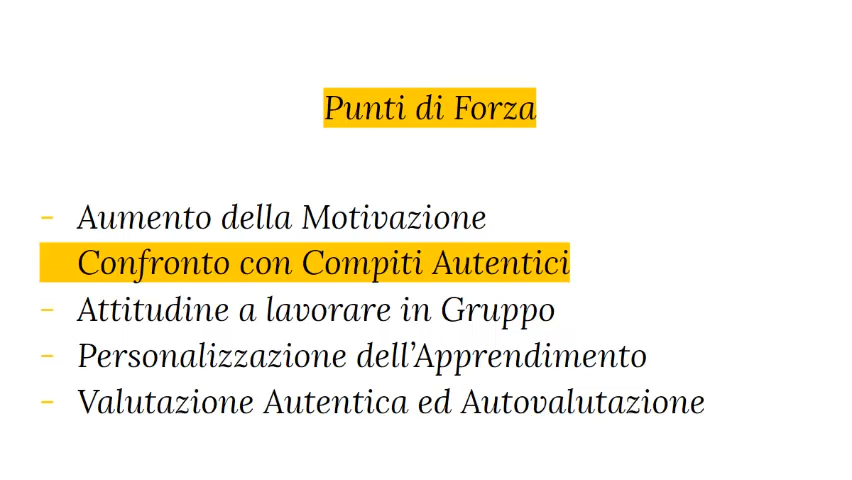 Punti di Forza
- Aumento della Motivazione
Confronto con Compiti Autentici
- Attitudine a lavorare in Gruppo
- Personalizzazione dell’Apprendimento
- Valutazione Autentica ed Autovalutazione